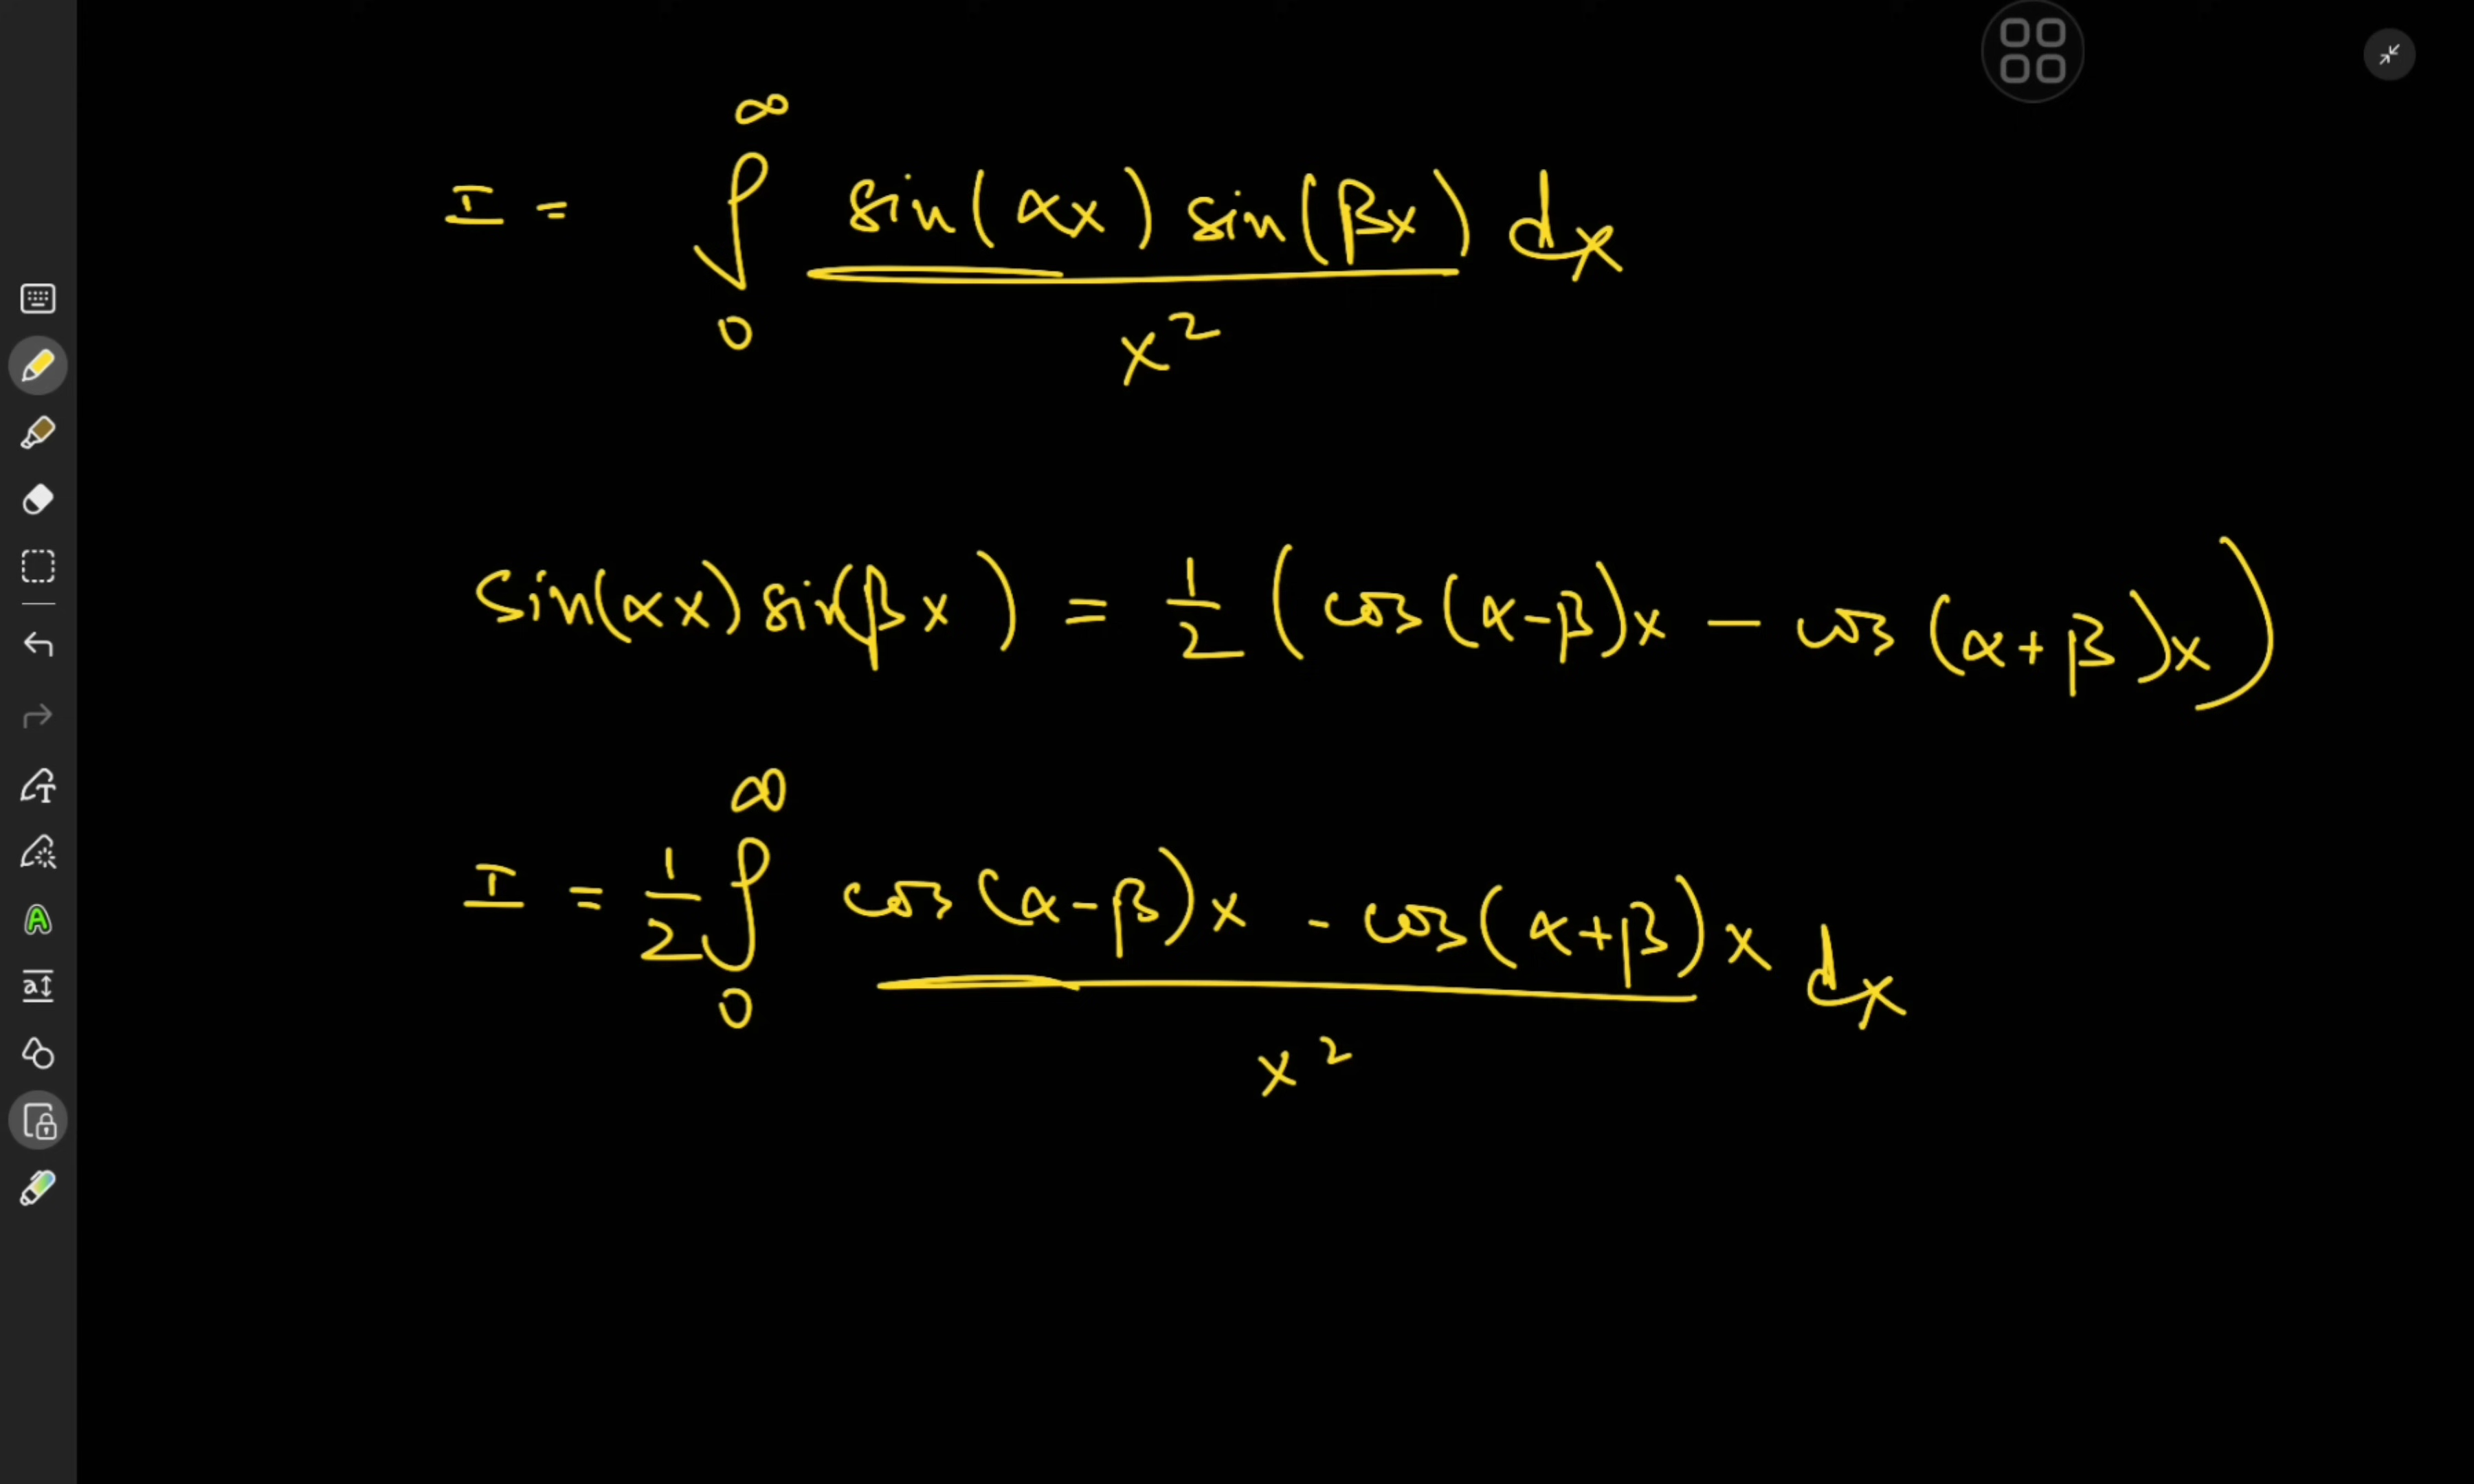 I = ∫₀^∞ sin(αx) sin(βx) / x² dx
sin(αx) sin(βx) = 1/2 (cos(α-β)x − cos(α+β)x)
I = 1/2 ∫₀^∞ cos(α-β)x - cos(α+β)x / x² dx